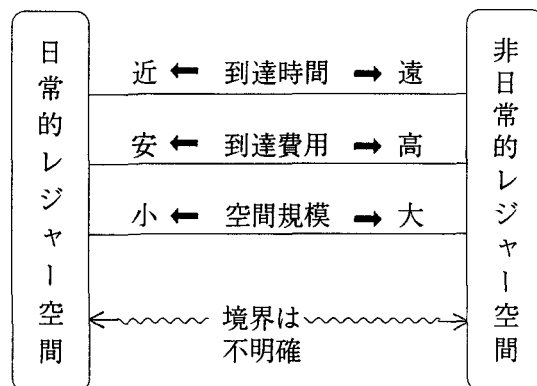 日常的レジャー空間
近 ← 到達時間 → 遠
安 ← 到達費用 → 高
小 ← 空間規模 → 大
境界は
不明確
非日常的レジャー空間